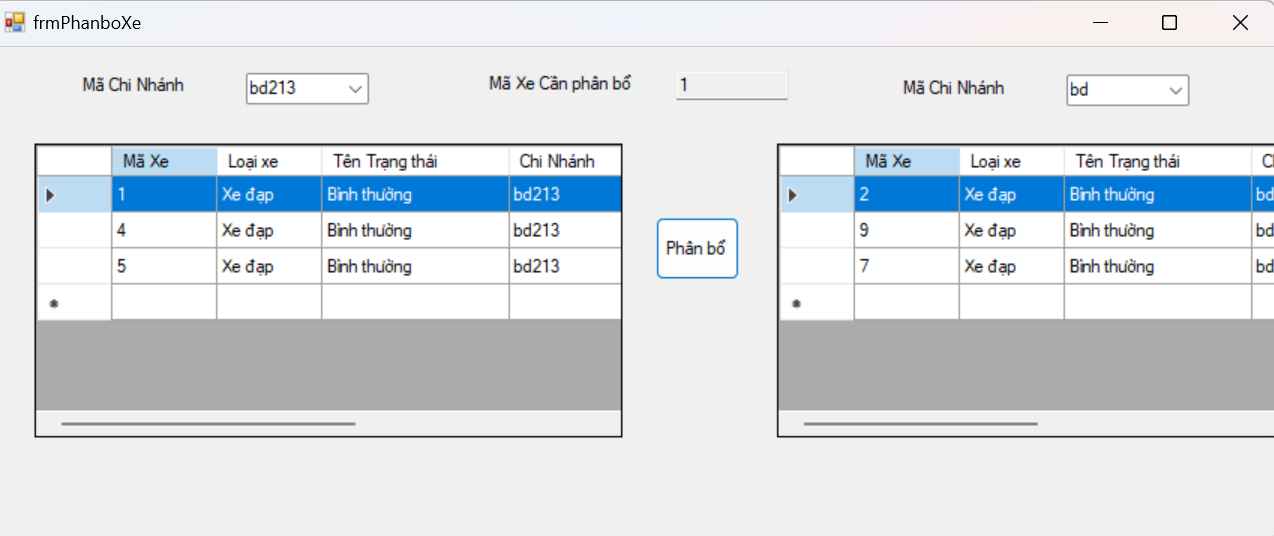 frmPhanboXe
Mã Chi Nhánh bd213 Mã Xe Cần phân bổ 1 Mã Chi Nhánh bd
Mã Xe Loại xe Tên Trạng thái Chi Nhánh
1 Xe đạp Bình thường bd213
4 Xe đạp Bình thường bd213
5 Xe đạp Bình thường bd213
Phân bổ
Mã Xe Loại xe Tên Trạng thái
2 Xe đạp Bình thường bd
9 Xe đạp Bình thường bd
7 Xe đạp Bình thường bd